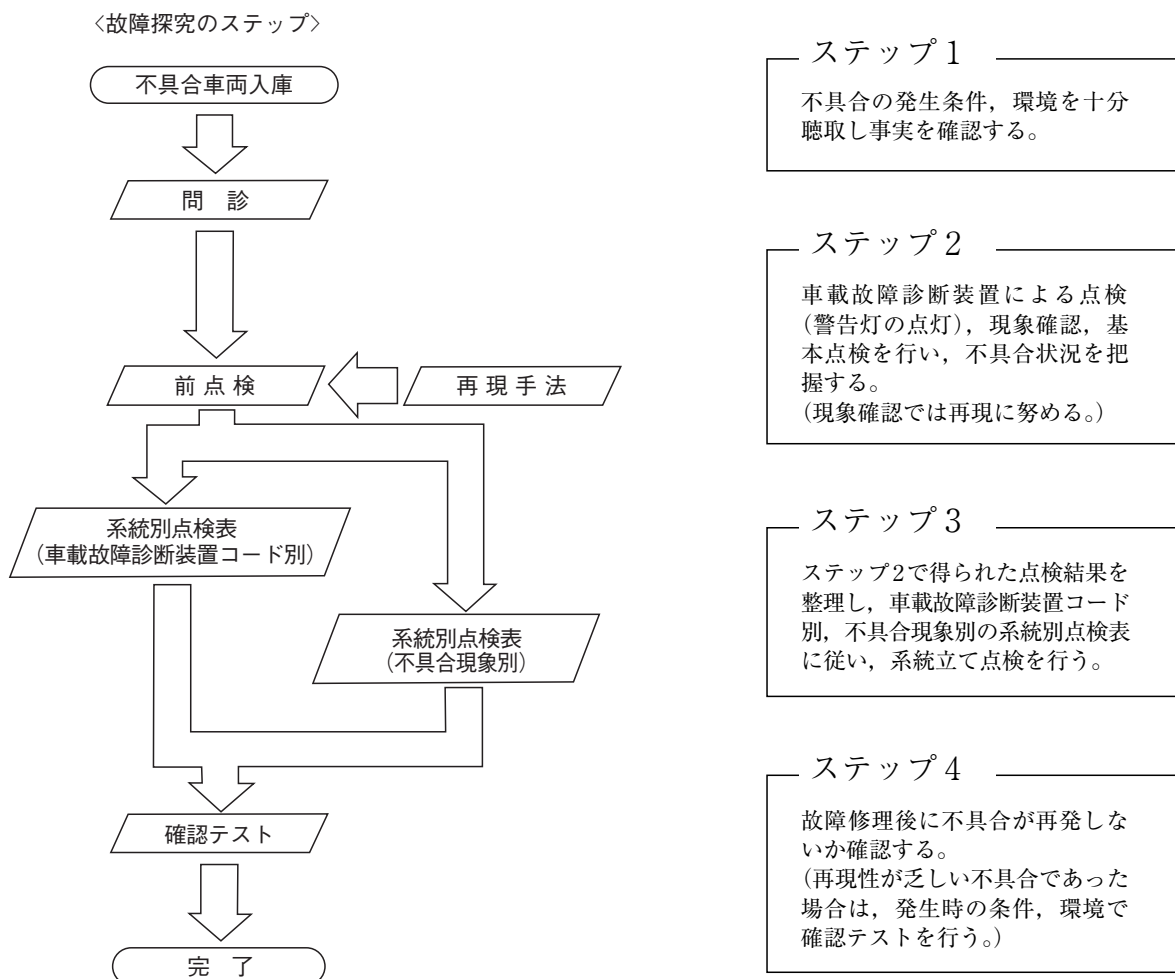 〈故障探究のステップ〉
不具合車両入庫
問　診
前 点 検
再 現 手 法
系統別点検表
（車載故障診断装置コード別）
系統別点検表
（不具合現象別）
確認テスト
完　了
ステップ１
不具合の発生条件，環境を十分
聴取し事実を確認する。
ステップ２
車載故障診断装置による点検
（警告灯の点灯），現象確認，基
本点検を行い，不具合状況を把
握する。
（現象確認では再現に努める。）
ステップ３
ステップ2で得られた点検結果を
整理し，車載故障診断装置コード
別，不具合現象別の系統別点検表
に従い，系統立て点検を行う。
ステップ４
故障修理後に不具合が再発しな
いか確認する。
（再現性が乏しい不具合であった
場合は，発生時の条件，環境で
確認テストを行う。）